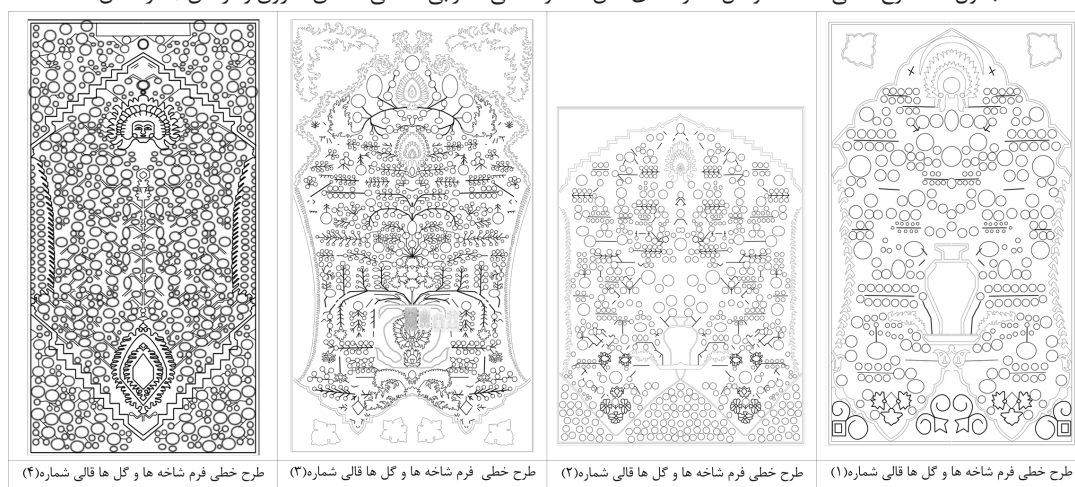 طرح خطی فرم شاخه ها و گل ها قالی شماره(۱)
طرح خطی فرم شاخه ها و گل ها قالی شماره(۲)
طرح خطی فرم شاخه ها و گل ها قالی شماره(۳)
طرح خطی فرم شاخه ها و گل ها قالی شماره(۴)